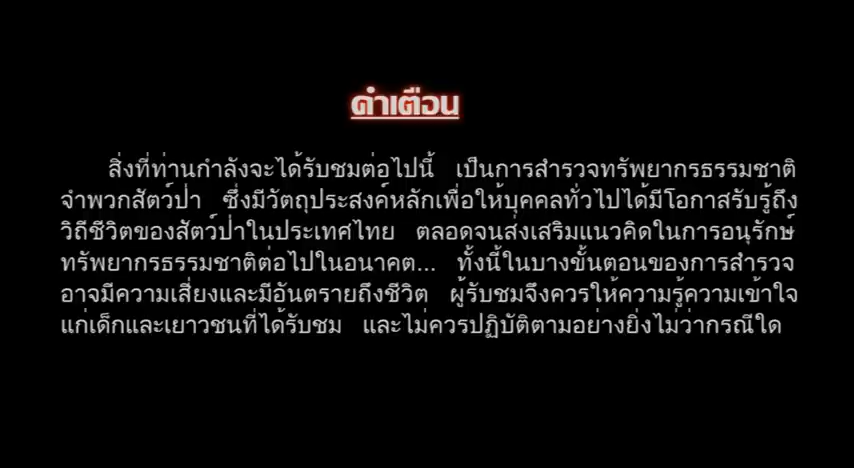 คำเตือน
สิ่งที่ท่านกำลังจะได้รับชมต่อไปนี้ เป็นการสำรวจทรัพยากรธรรมชาติ
จำพวกสัตว์ป่า ซึ่งมีวัตถุประสงค์หลักเพื่อให้บุคคลทั่วไปได้มีโอกาสรับรู้ถึง
วิถีชีวิตของสัตว์ป่าในประเทศไทย ตลอดจนส่งเสริมแนวคิดในการอนุรักษ์
ทรัพยากรธรรมชาติต่อไปในอนาคต... ทั้งนี้ในบางขั้นตอนของการสำรวจ
อาจมีความเสี่ยงและมีอันตรายถึงชีวิต ผู้รับชมจึงควรให้ความรู้ความเข้าใจ
แก่เด็กและเยาวชนที่ได้รับชม และไม่ควรปฏิบัติตามอย่างยิ่งไม่ว่ากรณีใด